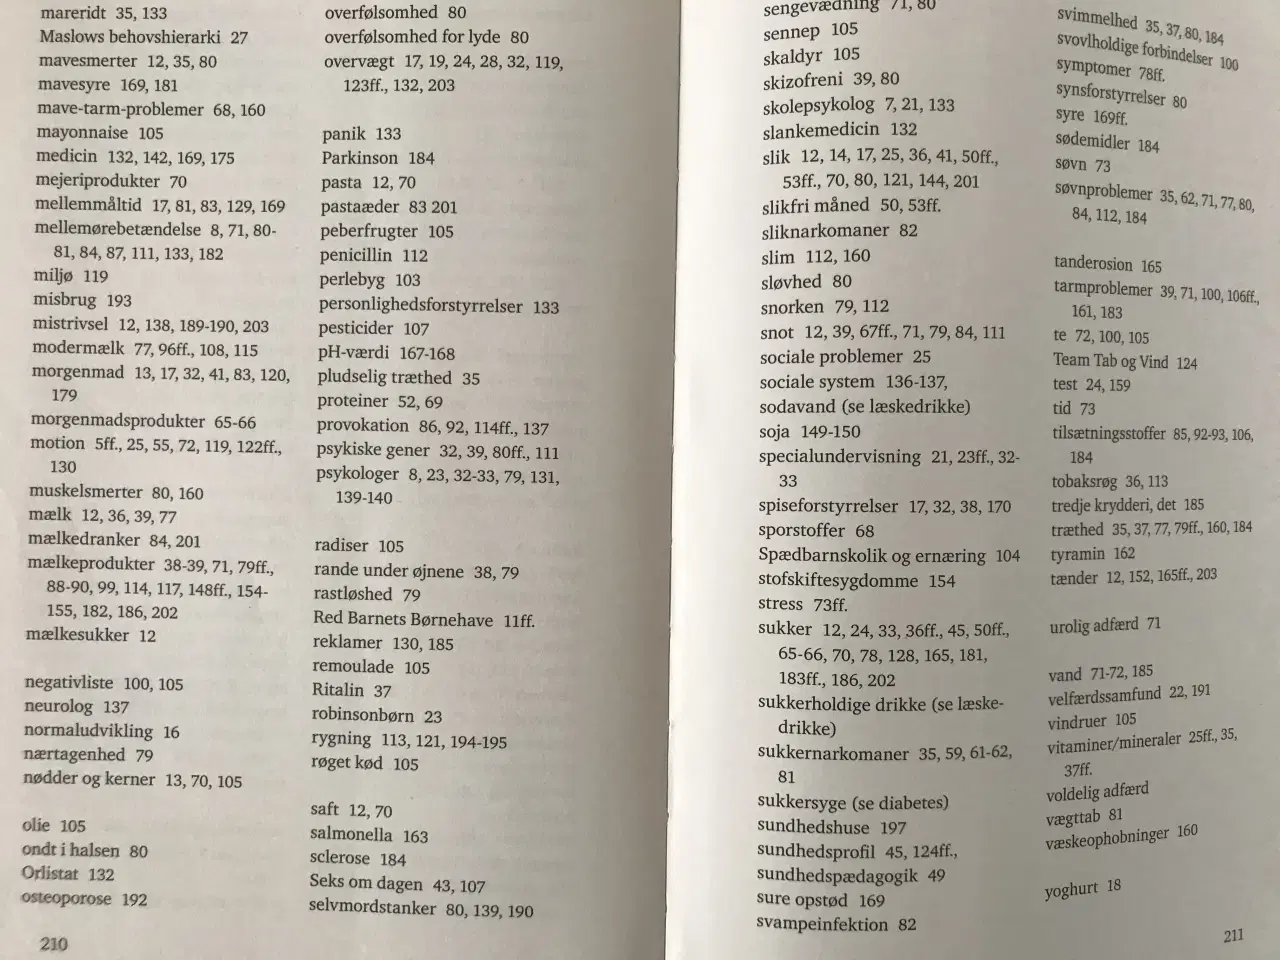 mareridt 35, 133
Maslows behovshierarki 27
mavesmerter 12, 35, 80
mavesyre 169, 181
mave-tarm-problemer 68, 160
mayonnaise 105
medicin 132, 142, 169, 175
mejeriprodukter 70
mellemmåltid 17, 81, 83, 129, 169
mellemørebetændelse 8, 71, 80-
81, 84, 87, 111, 133, 182
miljø 119
misbrug 193
mistrivsel 12, 138, 189-190, 203
modermælk 77, 96ff., 108, 115
morgenmad 13, 17, 32, 41, 83, 120,
179
morgenmadsprodukter 65-66
motion 5ff., 25, 55, 72, 119, 122ff.,
130
muskelsmerter 80, 160
mælk 12, 36, 39, 77
mælkedranker 84, 201
mælkeprodukter 38-39, 71, 79ff.,
88-90, 99, 114, 117, 148ff., 154-
155, 182, 186, 202
mælkesukker 12
negativliste 100, 105
neurolog 137
normaludvikling 16
nærtagenhed 79
nødder og kerner 13, 70, 105
olie 105
ondt i halsen 80
Orlistat 132
osteoporose 192
210
overfølsomhed 80
overfølsomhed for lyde 80
overvægt 17, 19, 24, 28, 32, 119,
123ff., 132, 203
panik 133
Parkinson 184
pasta 12, 70
pastaæder 83 201
peberfrugter 105
penicillin 112
perlebyg 103
personlighedsforstyrrelser 133
pesticider 107
pH-værdi 167-168
pludselig træthed 35
proteiner 52, 69
provokation 86, 92, 114ff., 137
psykiske gener 32, 39, 80ff., 111
psykologer 8, 23, 32-33, 79, 131,
139-140
radiser 105
rande under øjnene 38, 79
rastløshed 79
Red Barnets Børnehave 11ff.
reklamer 130, 185
remoulade 105
Ritalin 37
robinsonbørn 23
rygning 113, 121, 194-195
røget kød 105
saft 12, 70
salmonella 163
sclerose 184
Seks om dagen 43, 107
selvmordstanker 80, 139, 190
sengevædning 71, 80
sennep 105
skaldyr 105
skizofreni 39, 80
skolepsykolog 7, 21, 133
slankemedicin 132
slik 12, 14, 17, 25, 36, 41, 50ff.,
53ff., 70, 80, 121, 144, 201
slikfri måned 50, 53ff.
sliknarkomaner 82
slim 112, 160
sløvhed 80
snorken 79, 112
snot 12, 39, 67ff., 71, 79, 84, 111
sociale problemer 25
sociale system 136-137,
sodavand (se læskedrikke)
soja 149-150
specialundervisning 21, 23ff., 32-
33
spiseforstyrrelser 17, 32, 38, 170
sporstoffer 68
Spædbarnskolik og ernæring 104
stofskiftesygdomme 154
stress 73ff.
sukker 12, 24, 33, 36ff., 45, 50ff.,
65-66, 70, 78, 128, 165, 181,
183ff., 186, 202
sukkerholdige drikke (se læske-
drikke)
sukkernarkomaner 35, 59, 61-62,
81
sukkersyge (se diabetes)
sundhedshuse 197
sundhedsprofil 45, 124ff.,
sundhedspædagogik 49
sure opstød 169
svampeinfektion 82
svimmelhed 35, 37, 80, 184
svovlholdige forbindelser 100
symptomer 78ff.
synsforstyrrelser 80
syre 169ff.
sødemidler 184
søvn 73
søvnproblemer 35, 62, 71, 77, 80,
84, 112, 184
tanderosion 165
tarmproblemer 39, 71, 100, 106ff.,
161, 183
te 72, 100, 105
Team Tab og Vind 124
test 24, 159
tid 73
tilsætningsstoffer 85, 92-93, 106,
184
tobaksrøg 36, 113
tredje krydderi, det 185
træthed 35, 37, 77, 79ff., 160, 184
tyramin 162
tænder 12, 152, 165ff., 203
urolig adfærd 71
vand 71-72, 185
velfærdssamfund 22, 191
vindruer 105
vitaminer/mineraler 25ff., 35,
37ff.
voldelig adfærd
vægttab 81
væskeophobninger 160
yoghurt 18
211